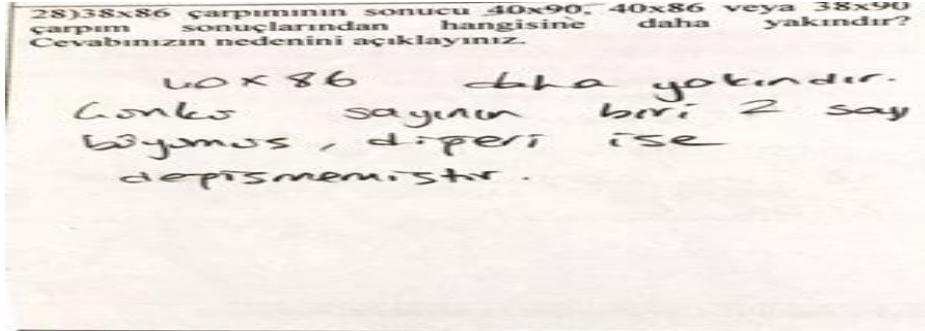 28)38x86 çarpımının sonucu 40x90, 40x86 veya 38x90
çarpım sonuçlarından hangisine daha yakındır?
Cevabınızın nedenini açıklayınız.
40x86 daha yakındır.
Çünkü sayının biri 2 say
büyümüş, diğeri ise
değişmemiştir.